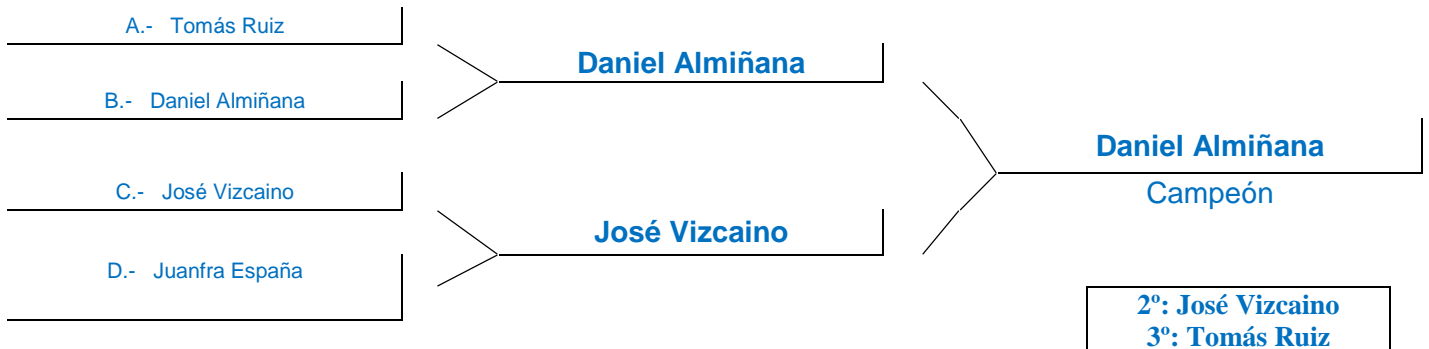 A.- Tomás Ruiz
B.- Daniel Almiñana
C.- José Vizcaino
D.- Juanfra España
Daniel Almiñana
José Vizcaino
Daniel Almiñana
Campeón
2º: José Vizcaino
3º: Tomás Ruiz